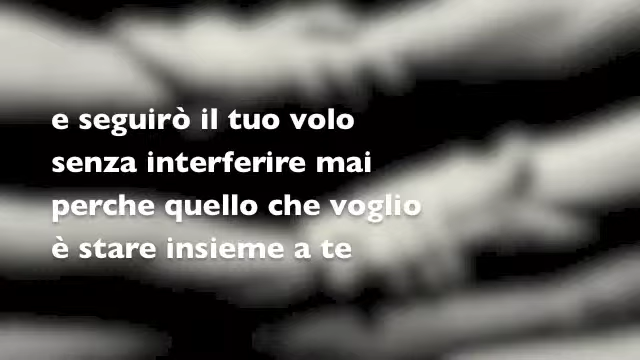 e seguirò il tuo volo
senza interferire mai
perche quello che voglio
è stare insieme a te